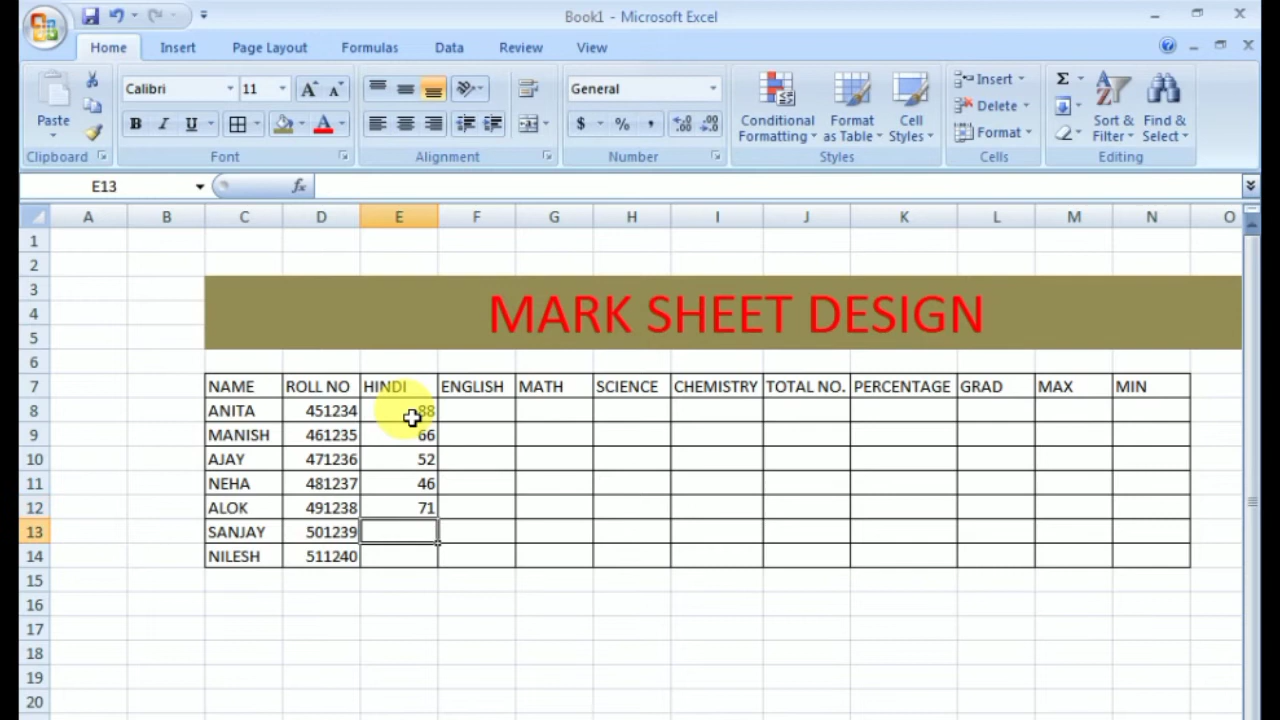 Book1 - Microsoft Excel
Home Insert Page Layout Formulas Data Review View
Calibri 11 General Insert Σ
Paste B I U A $ % , Conditional Formatting Format as Table Cell Styles Delete Format Sort & Filter Find & Select
Clipboard Font Alignment Number Styles Cells Editing
E13 fx
A B C D E F G H I J K L M N O
1
2
3
4 MARK SHEET DESIGN
5
6
7 NAME ROLL NO HINDI ENGLISH MATH SCIENCE CHEMISTRY TOTAL NO. PERCENTAGE GRAD MAX MIN
8 ANITA 451234 88
9 MANISH 461235 66
10 AJAY 471236 52
11 NEHA 481237 46
12 ALOK 491238 71
13 SANJAY 501239
14 NILESH 511240
15
16
17
18
19
20